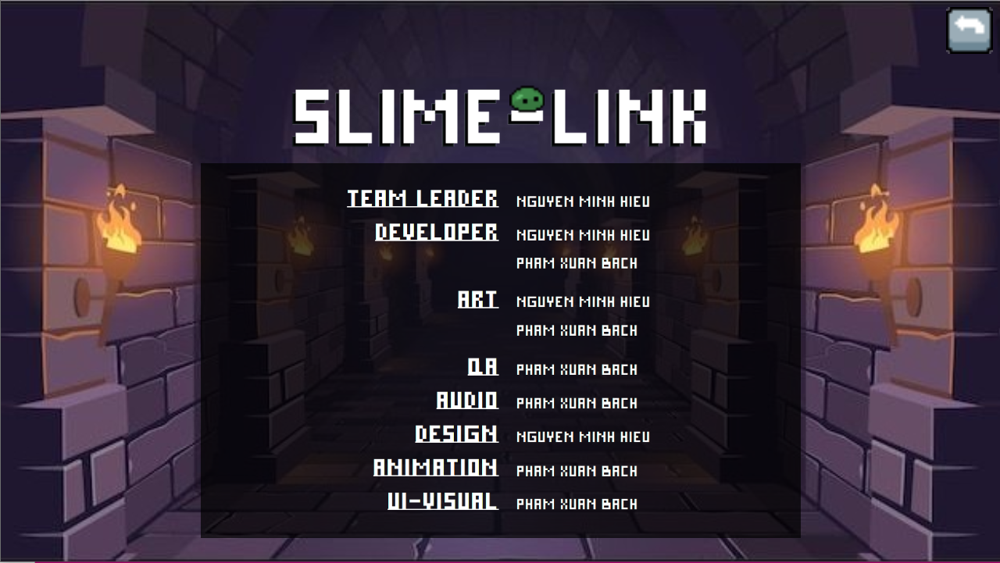 SLIME-LINK
TEAM LEADER NGUYEN MINH HIEU
DEVELOPER NGUYEN MINH HIEU
PHAM XUAN BACH
ART NGUYEN MINH HIEU
PHAM XUAN BACH
QA PHAM XUAN BACH
AUDIO PHAM XUAN BACH
DESIGN NGUYEN MINH HIEU
ANIMATION PHAM XUAN BACH
UI-VISUAL PHAM XUAN BACH